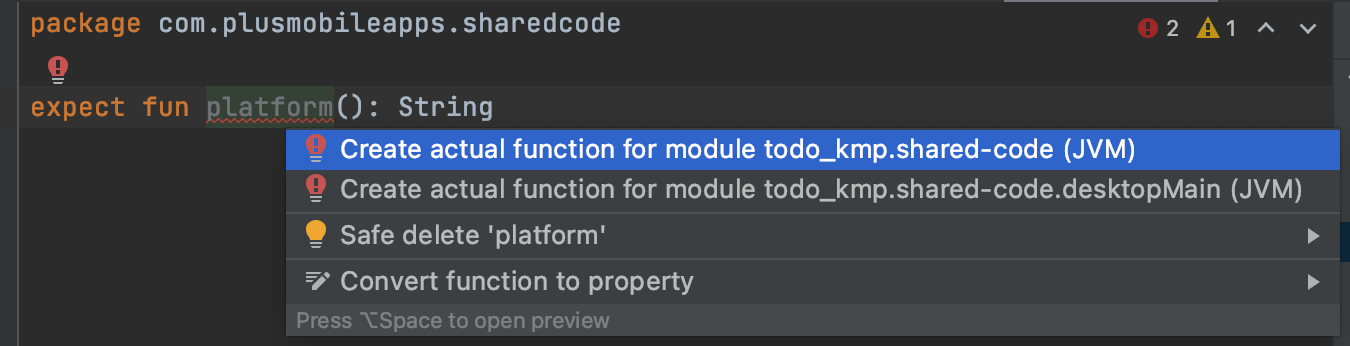 package com.plusmobileapps.sharedcode
2 1
expect fun platform(): String
Create actual function for module todo_kmp.shared-code (JVM)
Create actual function for module todo_kmp.shared-code.desktopMain (JVM)
Safe delete 'platform'
Convert function to property
Press ⌥Space to open preview